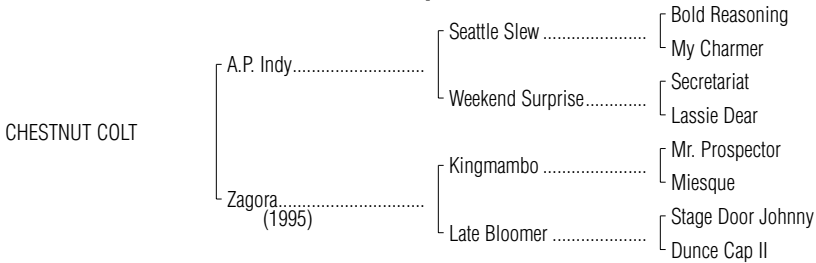 Bold Reasoning
Seattle Slew ......................
My Charmer
A.P. Indy...........................
Secretariat
Weekend Surprise.............
Lassie Dear
CHESTNUT COLT
Mr. Prospector
Kingmambo ......................
Miesque
Zagora..............................
(1995)
Stage Door Johnny
Late Bloomer ....................
Dunce Cap II